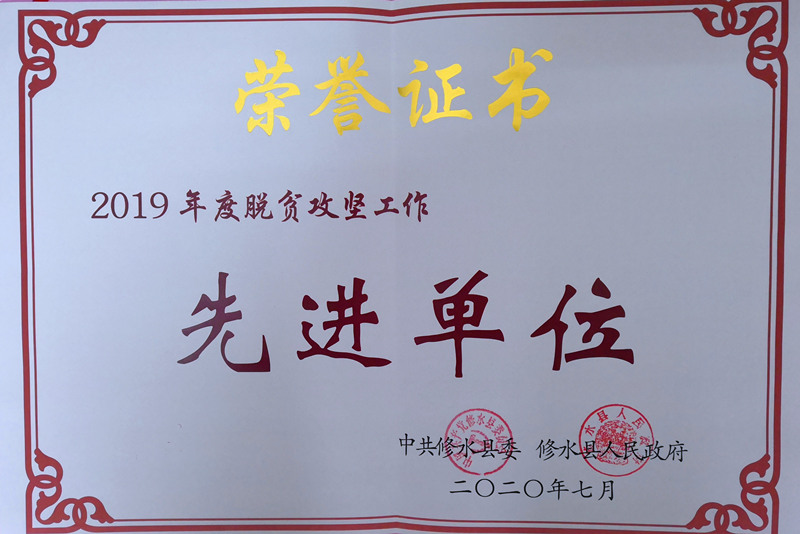 荣誉证书
2019年度脱贫攻坚工作
先进单位
中共修水县委 修水县人民政府
二〇二〇年七月